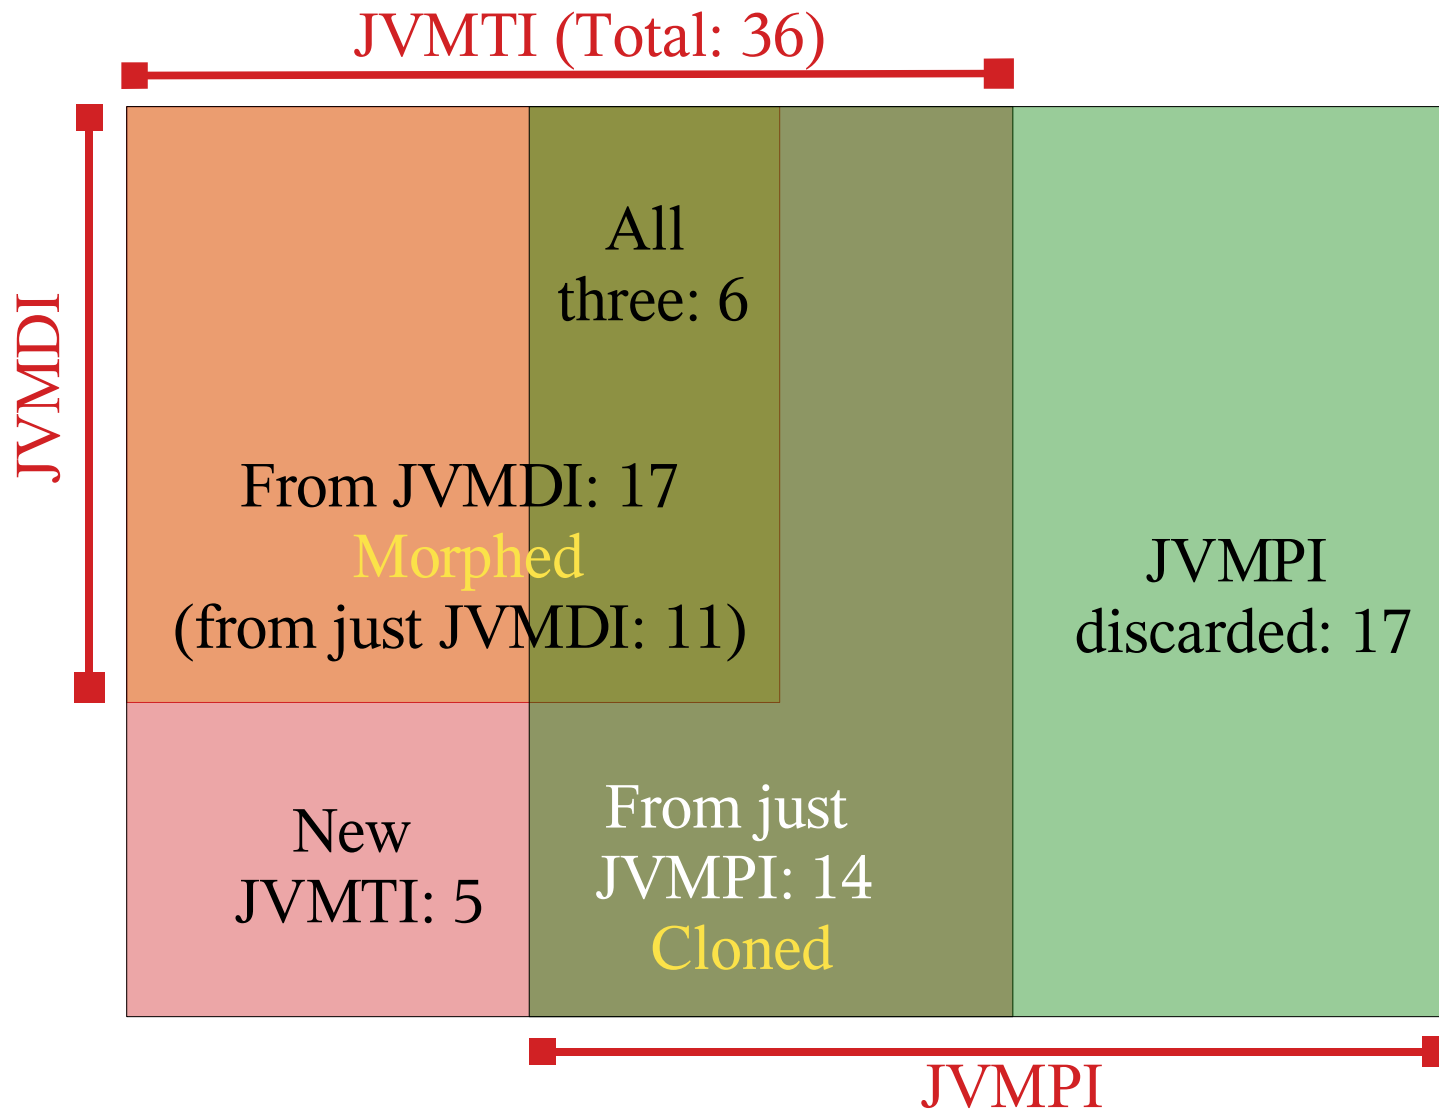 JVMTI (Total: 36)
JVMDI
All
three: 6
From JVMDI: 17
Morphed
(from just JVMDI: 11)
JVMPI
discarded: 17
New
JVMTI: 5
From just
JVMPI: 14
Cloned
JVMPI